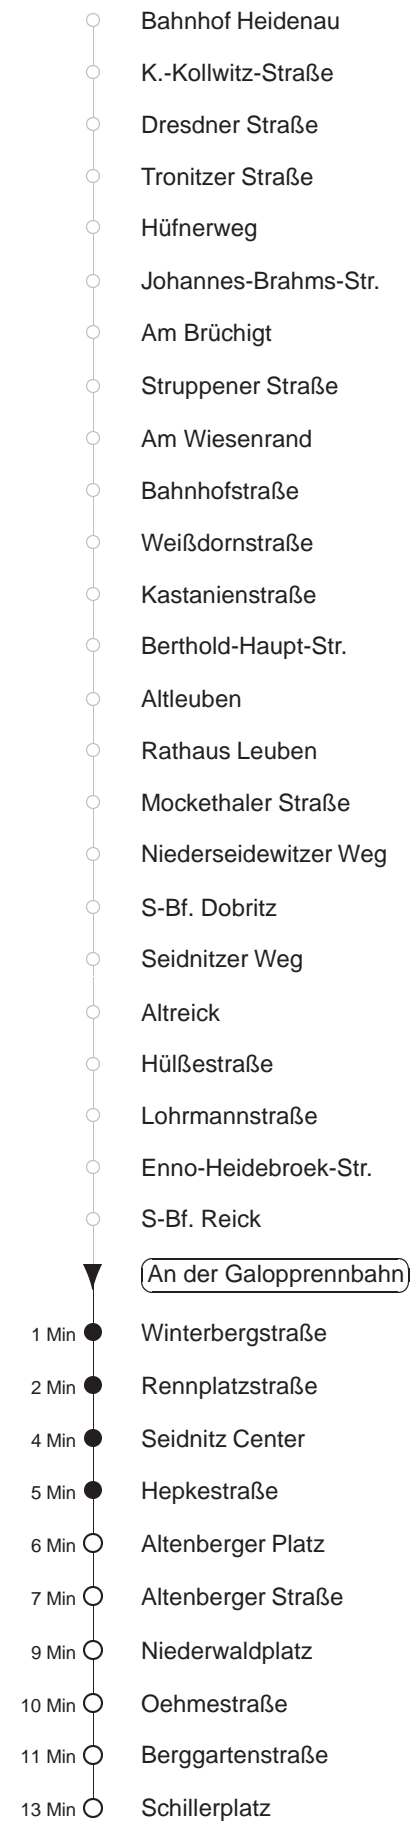 Bahnhof Heidenau
K.-Kollwitz-Straße
Dresdner Straße
Tronitzer Straße
Hüfnerweg
Johannes-Brahms-Str.
Am Brüchigt
Struppener Straße
Am Wiesenrand
Bahnhofstraße
Weißdornstraße
Kastanienstraße
Berthold-Haupt-Str.
Altleuben
Rathaus Leuben
Mockethaler Straße
Niederseidewitzer Weg
S-Bf. Dobritz
Seidnitzer Weg
Altreick
Hülßestraße
Lohrmannstraße
Enno-Heidebroek-Str.
S-Bf. Reick
An der Galopprennbahn
1 Min Winterbergstraße
2 Min Rennplatzstraße
4 Min Seidnitz Center
5 Min Hepkestraße
6 Min Altenberger Platz
7 Min Altenberger Straße
9 Min Niederwaldplatz
10 Min Oehmestraße
11 Min Berggartenstraße
13 Min Schillerplatz